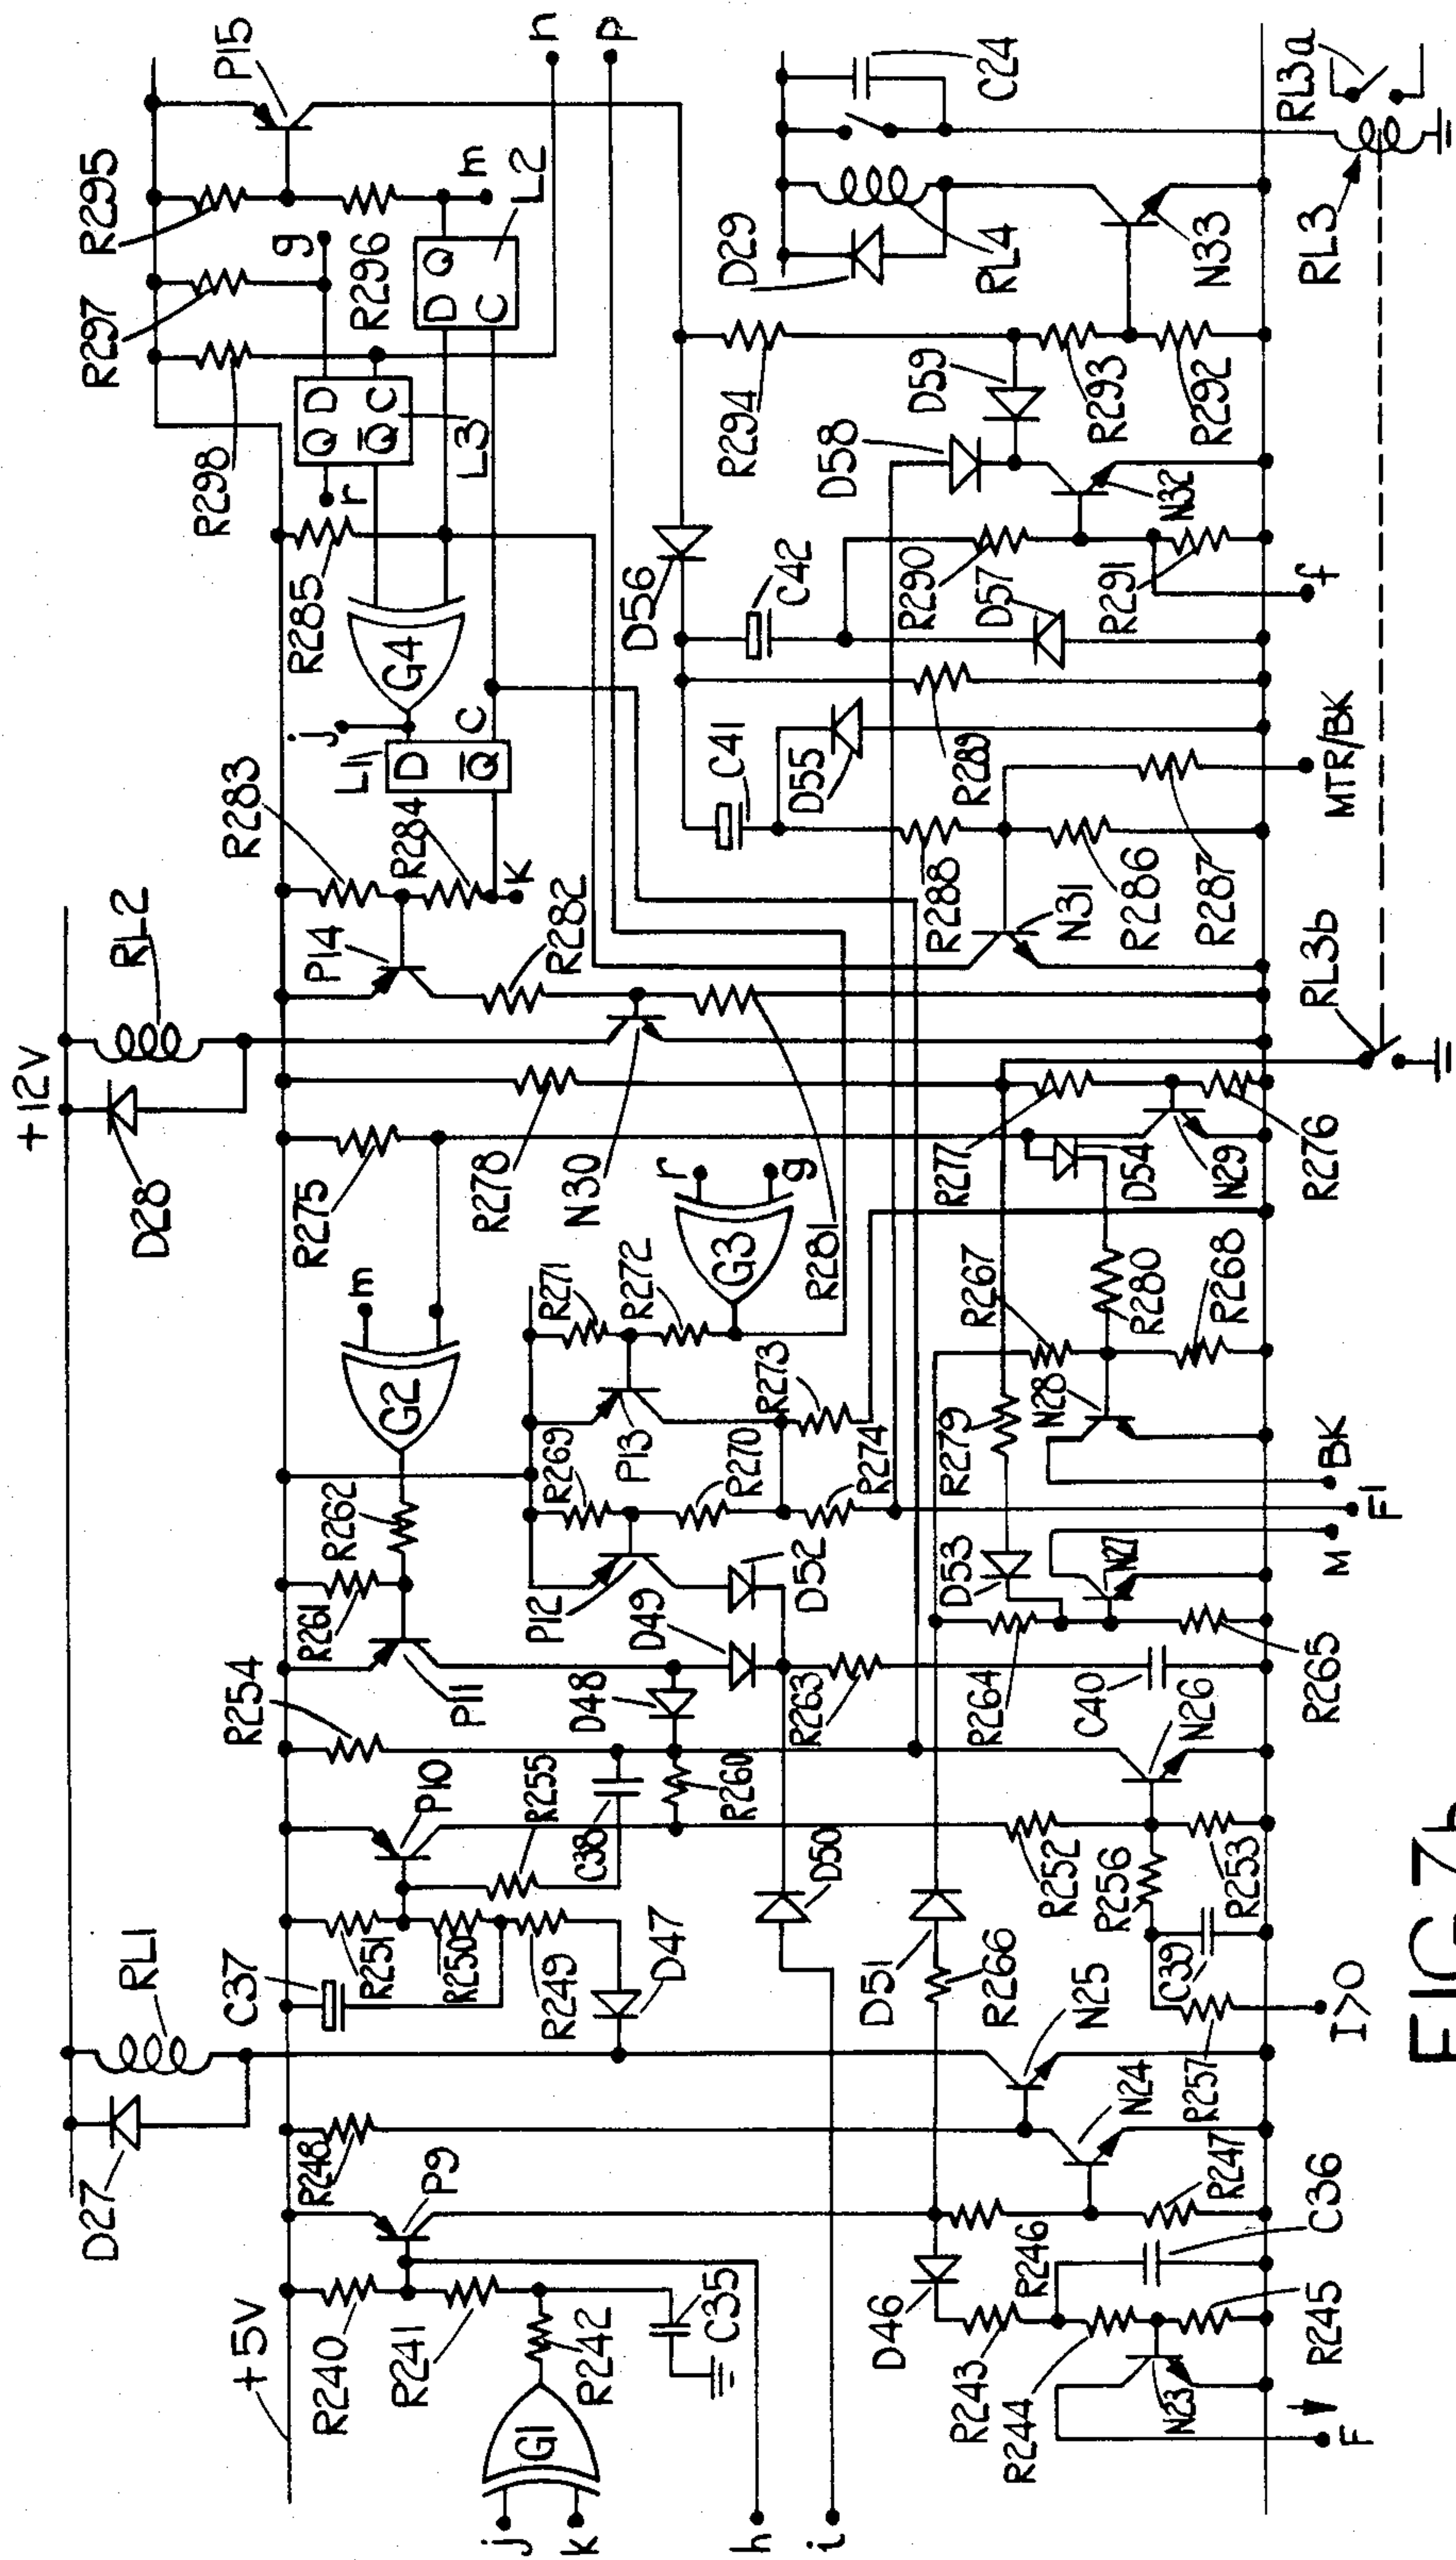 +12V
+5V
D27
RL1
D28
RL2
R240
R241
R242
G1
j
k
h
i
C35
P9
R248
C37
R251
R250
R249
D47
P10
R255
C38
R254
R260
D48
P11
R261
R262
G2
m
R275
R269
P12
D49
D52
R270
P13
R271
R272
R273
R274
G3
r
g
R278
N30
R281
P14
R282
R283
R284
K
L1
D
Q̅
C
j
G4
R285
r
R298
R297
Q D
Q̅ C
L3
g
R296
R295
D Q
C
L2
m
P15
n
p
D46
R243
R244
N23
F
R245
C36
R246
R247
N24
N25
R257
I>0
D50
D51
R266
C39
R256
R252
R253
R263
N26
C40
R264
R265
D53
N27
M
F1
BK
R279
N28
R267
R280
R268
R277
D54
N29
R276
RL3b
C41
D55
R288
N31
R286
R287
MTR/BK
R289
D56
C42
R290
D57
R291
f
D58
N32
R294
D59
R293
R292
D29
RL4
N33
C24
RL3
RL3a
FIG. 7b